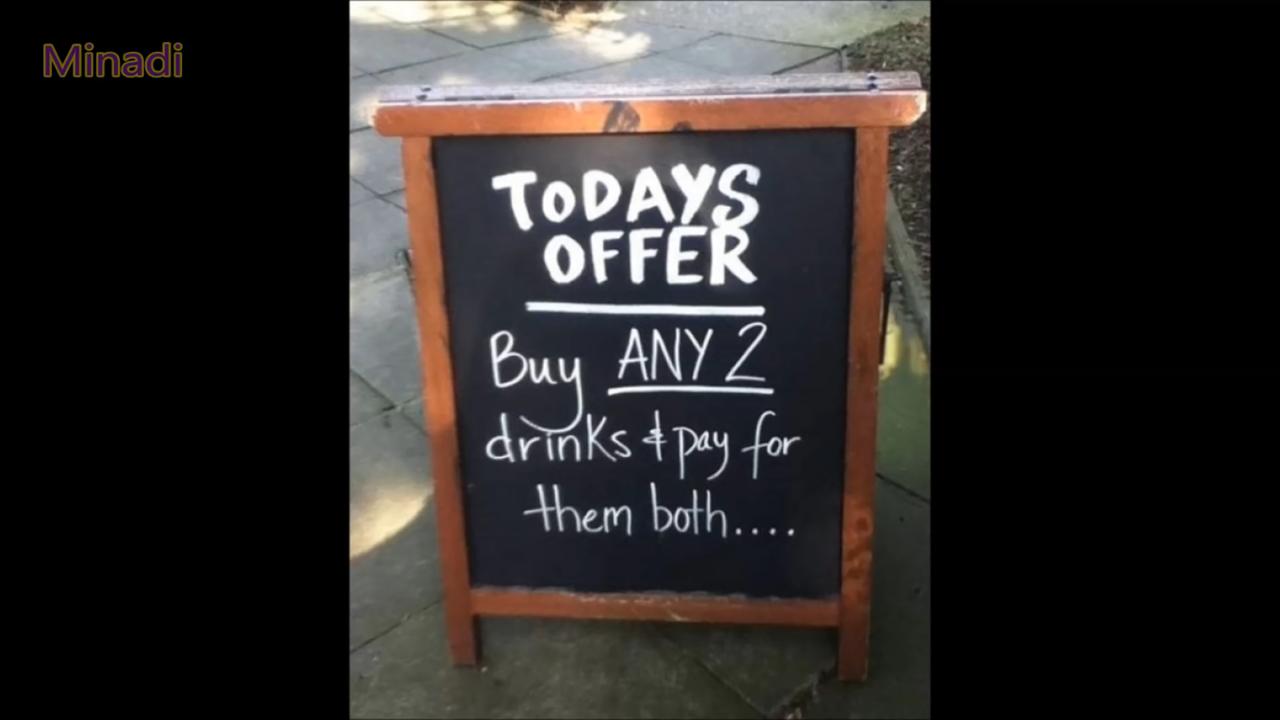 Minadi
TODAYS
OFFER
Buy ANY 2
drinks & pay for
them both....